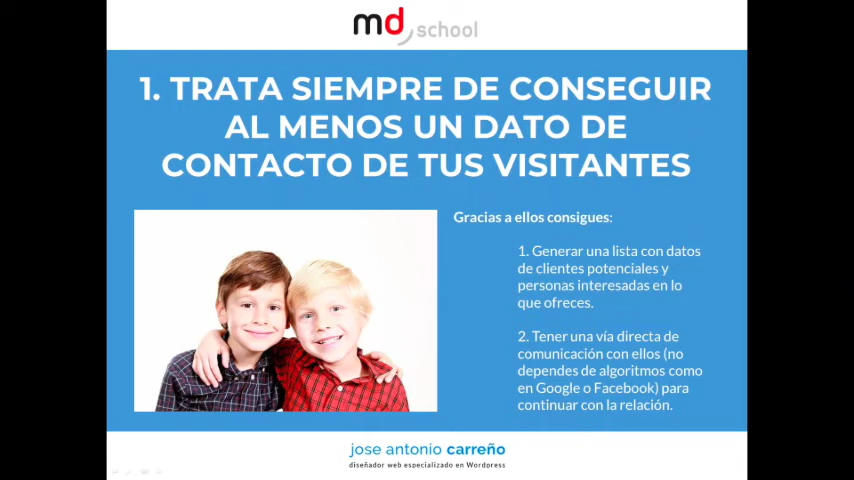 md school
1. TRATA SIEMPRE DE CONSEGUIR
AL MENOS UN DATO DE
CONTACTO DE TUS VISITANTES
Gracias a ellos consigues:
1. Generar una lista con datos
de clientes potenciales y
personas interesadas en lo
que ofreces.
2. Tener una vía directa de
comunicación con ellos (no
dependes de algoritmos como
en Google o Facebook) para
continuar con la relación.
jose antonio carreño
diseñador web especializado en Wordpress